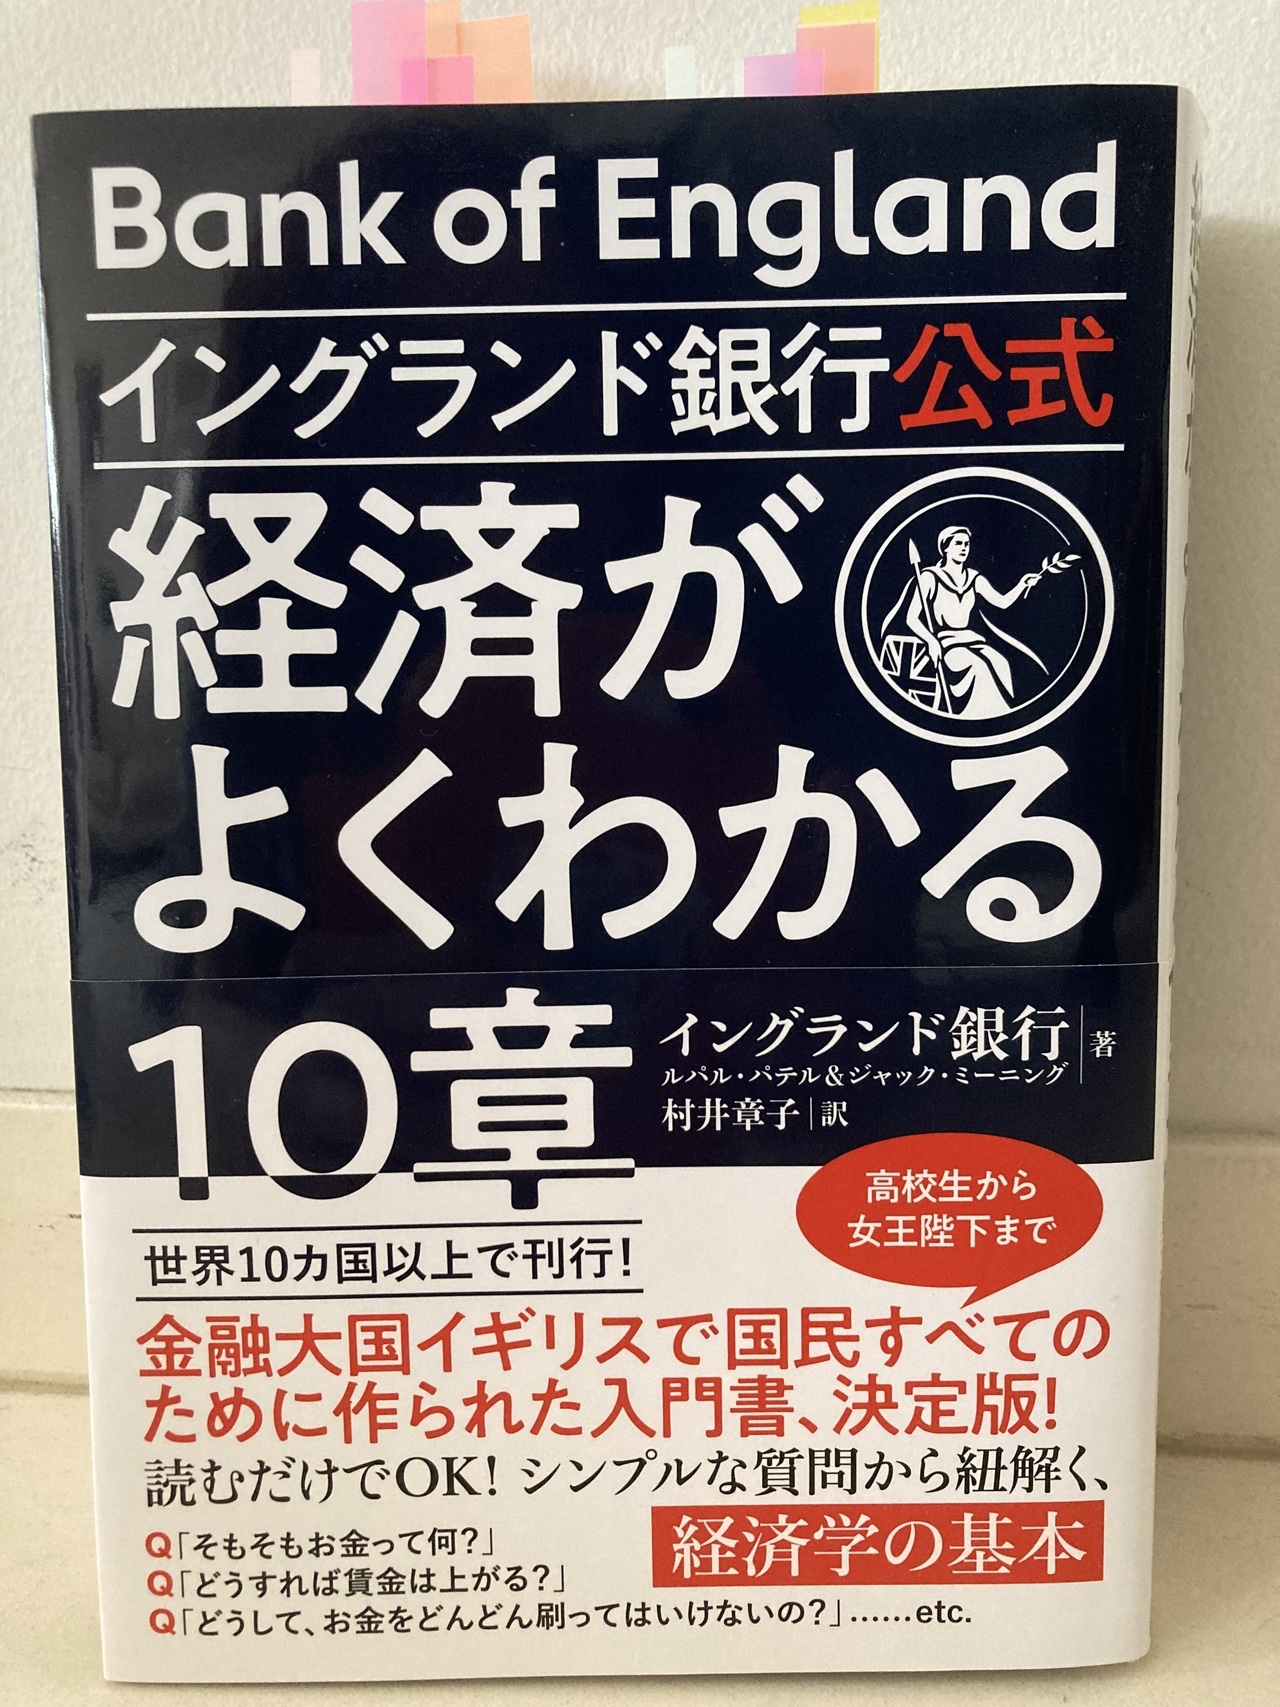 Bank of England
イングランド銀行公式
経済が
よくわかる
10章
イングランド銀行
ルパル・パテル&ジャック・ミーニング
著
村井章子|訳
高校生から
女王陛下まで
世界10カ国以上で刊行!
金融大国イギリスで国民すべての
ために作られた入門書、決定版!
読むだけでOK! シンプルな質問から紐解く、
経済学の基本
Q「そもそもお金って何?」
Q「どうすれば賃金は上がる?」
Q「どうして、お金をどんどん刷ってはいけないの?」……etc.